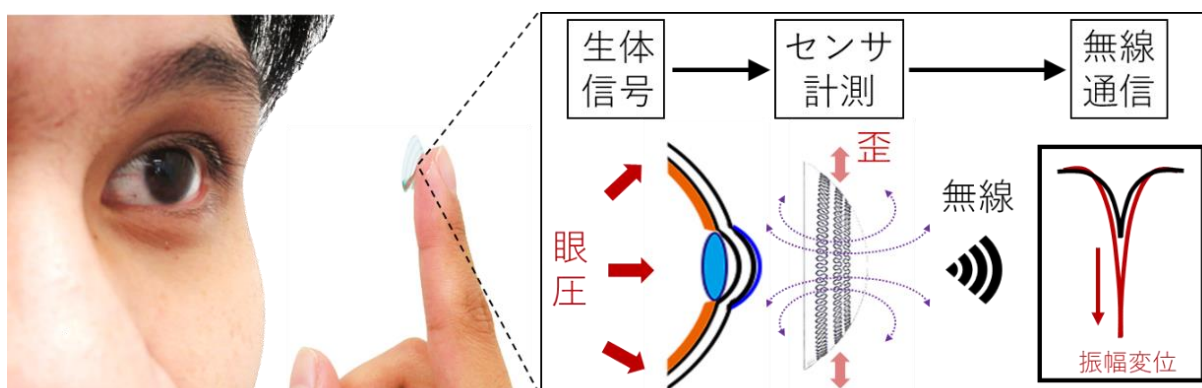 生体
信号
センサ
計測
無線
通信
眼
圧
歪
無線
振幅変位